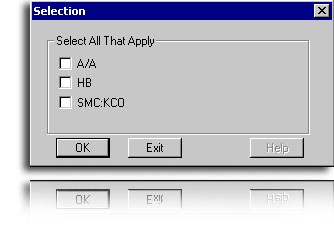 Selection
Select All That Apply
A/A
HB
SMC:KCO
OK Exit Help